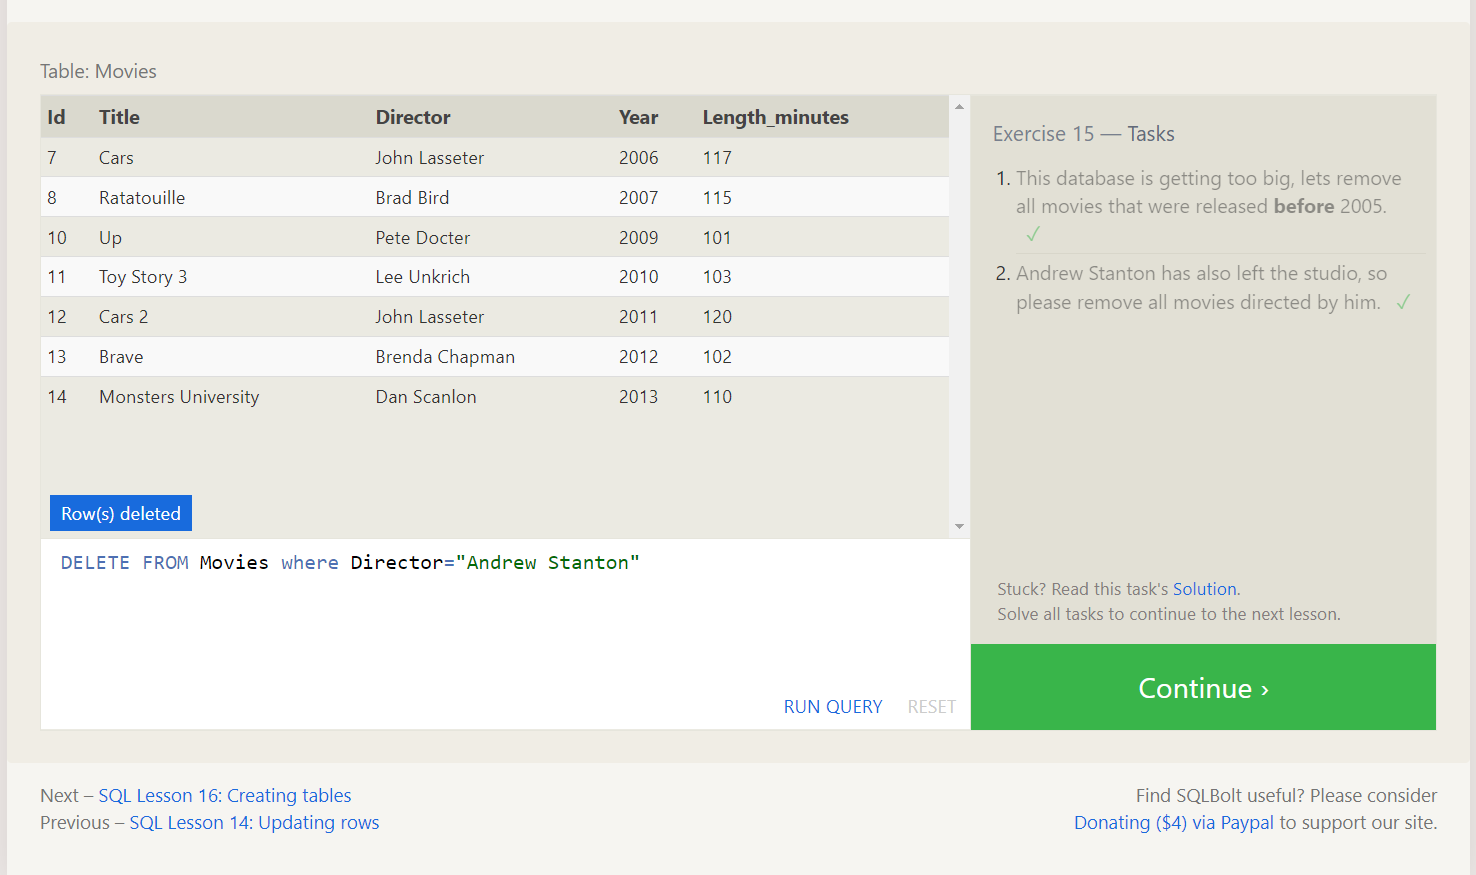 Table: Movies
Id Title Director Year Length_minutes
7 Cars John Lasseter 2006 117
8 Ratatouille Brad Bird 2007 115
10 Up Pete Docter 2009 101
11 Toy Story 3 Lee Unkrich 2010 103
12 Cars 2 John Lasseter 2011 120
13 Brave Brenda Chapman 2012 102
14 Monsters University Dan Scanlon 2013 110
Row(s) deleted
DELETE FROM Movies where Director="Andrew Stanton"
RUN QUERY RESET
Exercise 15 — Tasks
1. This database is getting too big, lets remove
all movies that were released before 2005.
✓
2. Andrew Stanton has also left the studio, so
please remove all movies directed by him. ✓
Stuck? Read this task's Solution.
Solve all tasks to continue to the next lesson.
Continue ›
Next – SQL Lesson 16: Creating tables
Previous – SQL Lesson 14: Updating rows
Find SQLBolt useful? Please consider
Donating ($4) via Paypal to support our site.